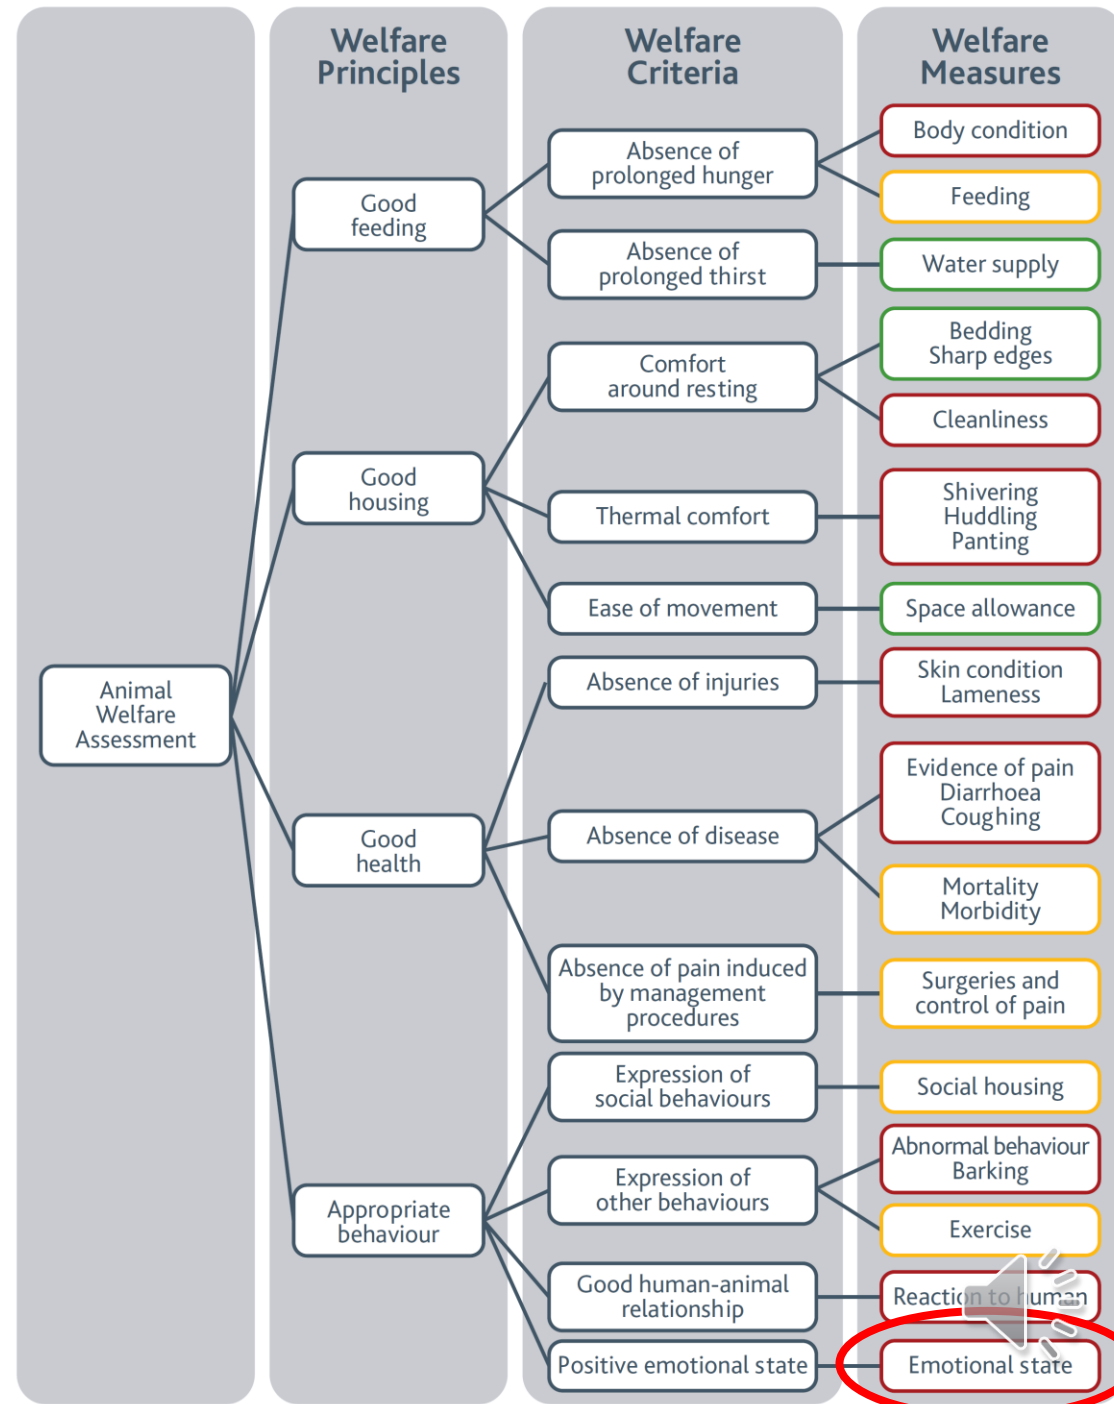 Welfare
Principles
Welfare
Criteria
Welfare
Measures
Animal
Welfare
Assessment
Good
feeding
Absence of
prolonged hunger
Body condition
Feeding
Absence of
prolonged thirst
Water supply
Good
housing
Comfort
around resting
Bedding
Sharp edges
Cleanliness
Thermal comfort
Shivering
Huddling
Panting
Ease of movement
Space allowance
Good
health
Absence of injuries
Skin condition
Lameness
Absence of disease
Evidence of pain
Diarrhoea
Coughing
Mortality
Morbidity
Absence of pain induced
by management
procedures
Surgeries and
control of pain
Appropriate
behaviour
Expression of
social behaviours
Social housing
Expression of
other behaviours
Abnormal behaviour
Barking
Exercise
Good human-animal
relationship
Reaction to human
Positive emotional state
Emotional state